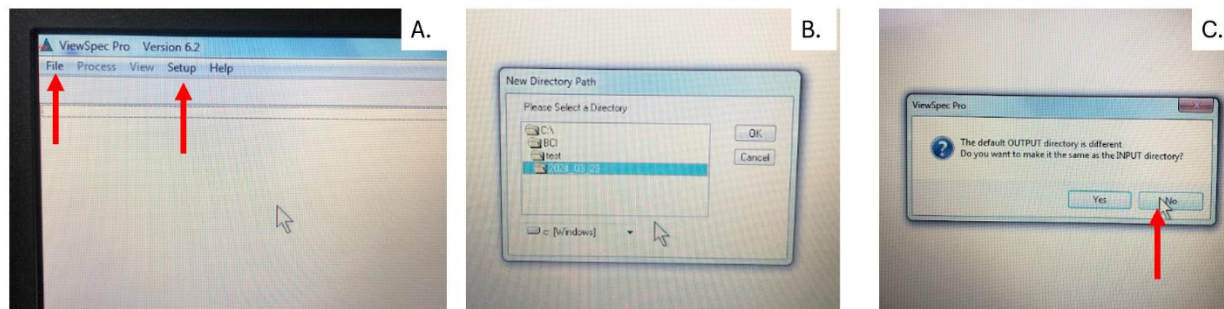 A.
ViewSpec Pro Version 6.2
File Process View Setup Help
B.
New Directory Path
Please Select a Directory
OK
Cancel
C:\
BCI
test
2024_03_29
c: [Windows]
C.
ViewSpec Pro
The default OUTPUT directory is different
Do you want to make it the same as the INPUT directory?
Yes
No